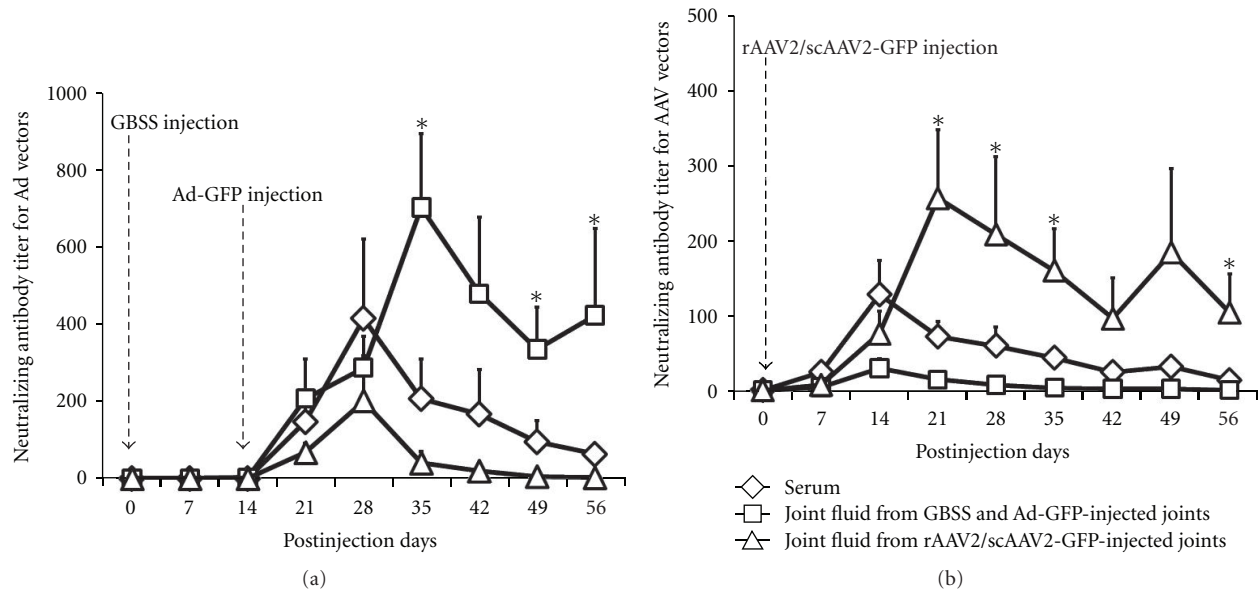 Neutralizing antibody titer for Ad vectors
1000
800
600
400
200
0
GBSS injection
Ad-GFP injection
*
*
*
0 7 14 21 28 35 42 49 56
Postinjection days
(a)
Neutralizing antibody titer for AAV vectors
500
400
300
200
100
0
rAAV2/scAAV2-GFP injection
*
*
*
*
0 7 14 21 28 35 42 49 56
Postinjection days
Serum
Joint fluid from GBSS and Ad-GFP-injected joints
Joint fluid from rAAV2/scAAV2-GFP-injected joints
(b)